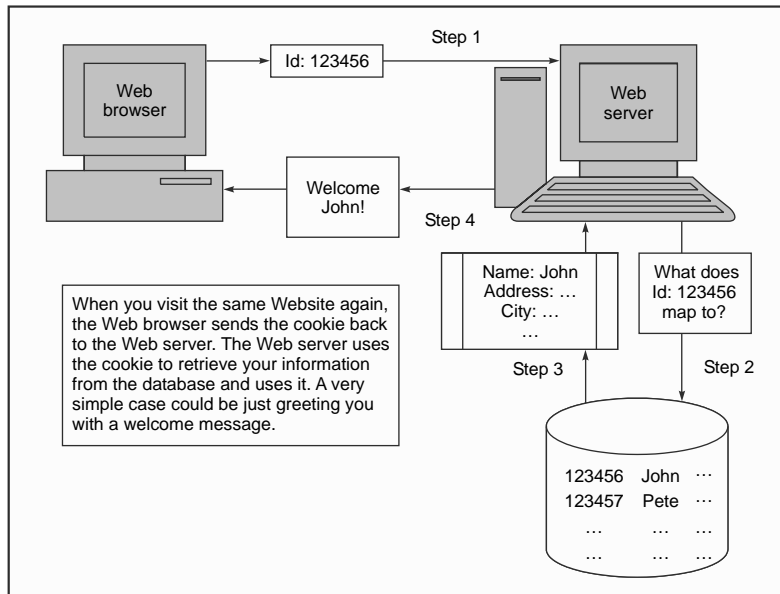 Step 1
Id: 123456
Web
browser
Web
server
Welcome
John!
Step 4
Name: John
Address: …
City: …
…
What does
Id: 123456
map to?
When you visit the same Website again,
the Web browser sends the cookie back
to the Web server. The Web server uses
the cookie to retrieve your information
from the database and uses it. A very
simple case could be just greeting you
with a welcome message.
Step 3
Step 2
123456 John …
123457 Pete …
… … …
… … …